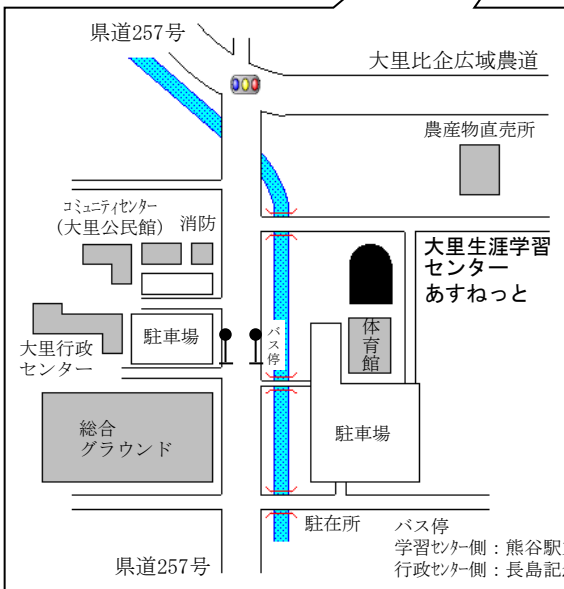 県道257号
大里比企広域農道
農産物直売所
コミュニティセンター
(大里公民館)
消防
大里生涯学習
センター
あすねっと
体育館
バス停
駐車場
大里行政
センター
総合
グラウンド
駐車場
駐在所
バス停
学習センター側：熊谷駅
行政センター側：長島記
県道257号